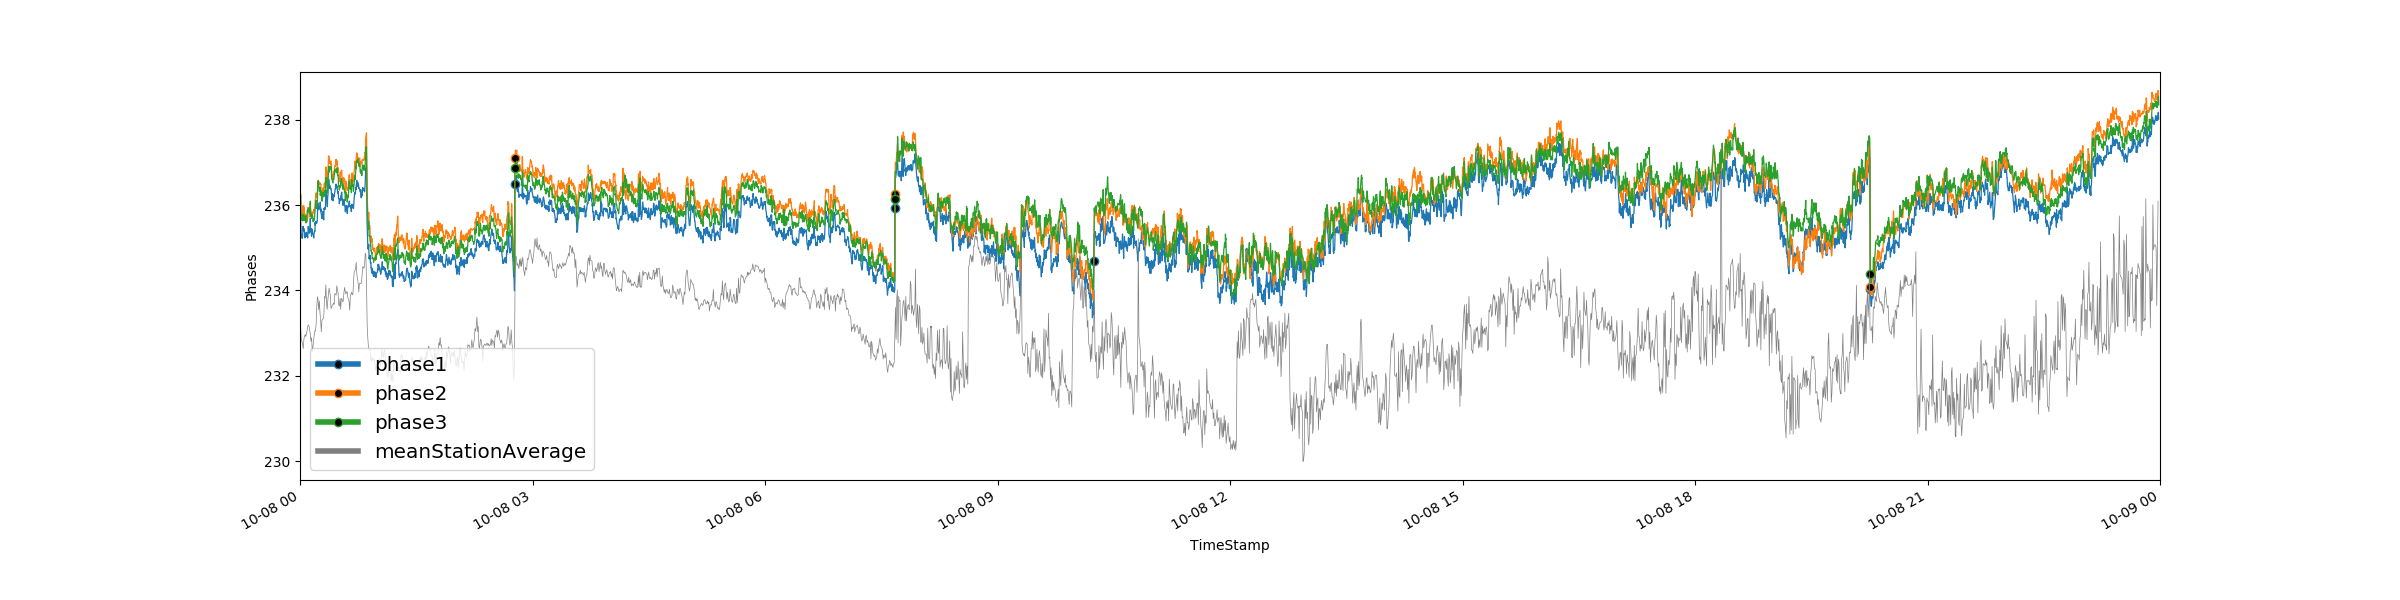 238
236
234
232
230
Phases
phase1
phase2
phase3
meanStationAverage
10-08 00
10-08 03
10-08 06
10-08 09
10-08 12
10-08 15
10-08 18
10-08 21
10-09 00
TimeStamp